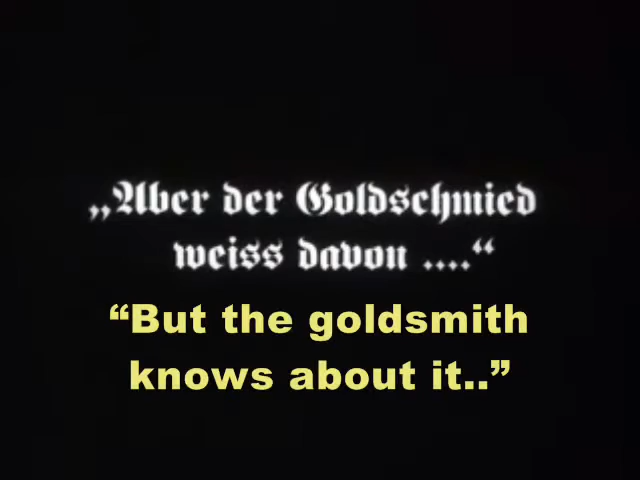 „Aber der Goldschmied
weiss davon ....“
“But the goldsmith
knows about it..”